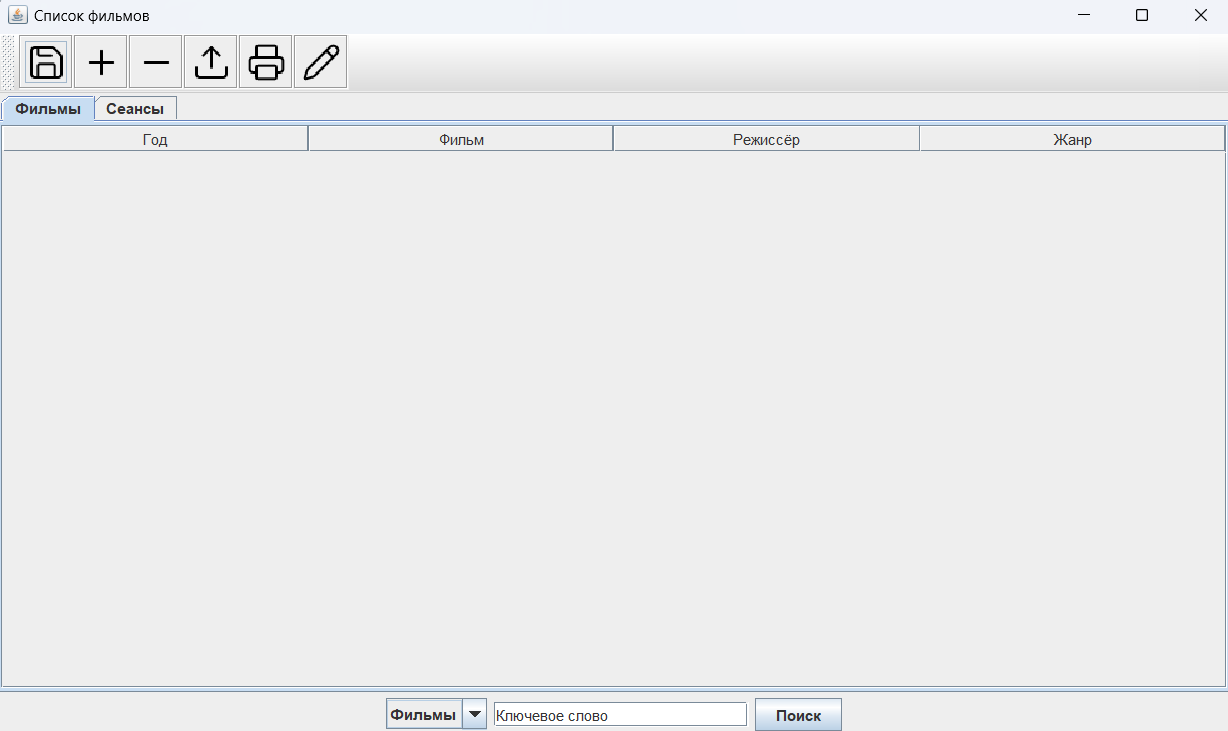 Список фильмов
Фильмы Сеансы
Год Фильм Режиссёр Жанр
Фильмы Ключевое слово Поиск